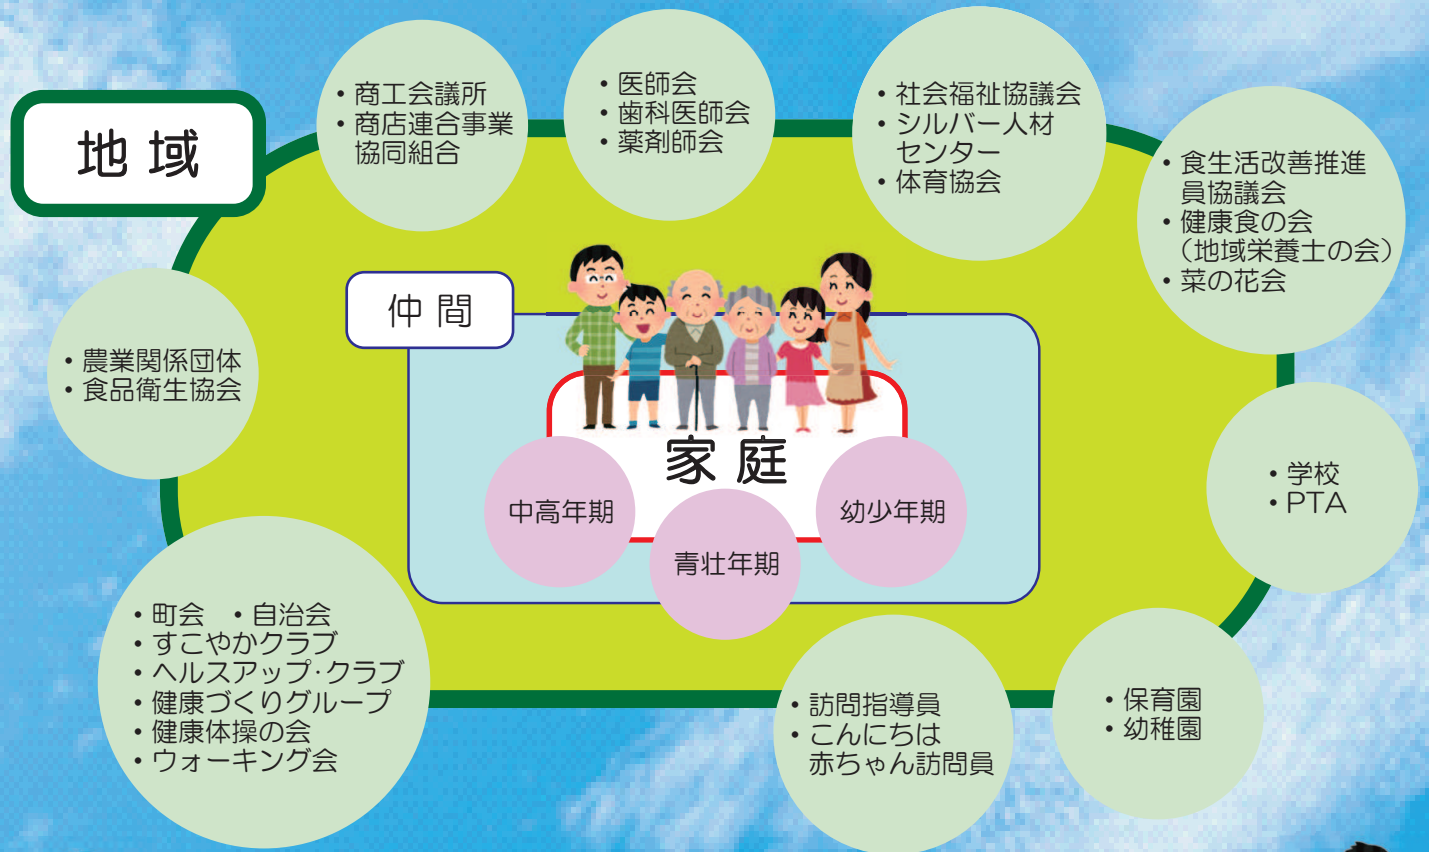 地域
・商工会議所
・商店連合事業
協同組合
・医師会
・歯科医師会
・薬剤師会
・社会福祉協議会
・シルバー人材
センター
・体育協会
・食生活改善推進
員協議会
・健康食の会
（地域栄養士の会）
・菜の花会
仲間
・農業関係団体
・食品衛生協会
家庭
中高年期
青壮年期
幼少年期
・学校
・PTA
・町会　・自治会
・すこやかクラブ
・ヘルスアップ・クラブ
・健康づくりグループ
・健康体操の会
・ウォーキング会
・訪問指導員
・こんにちは
赤ちゃん訪問員
・保育園
・幼稚園